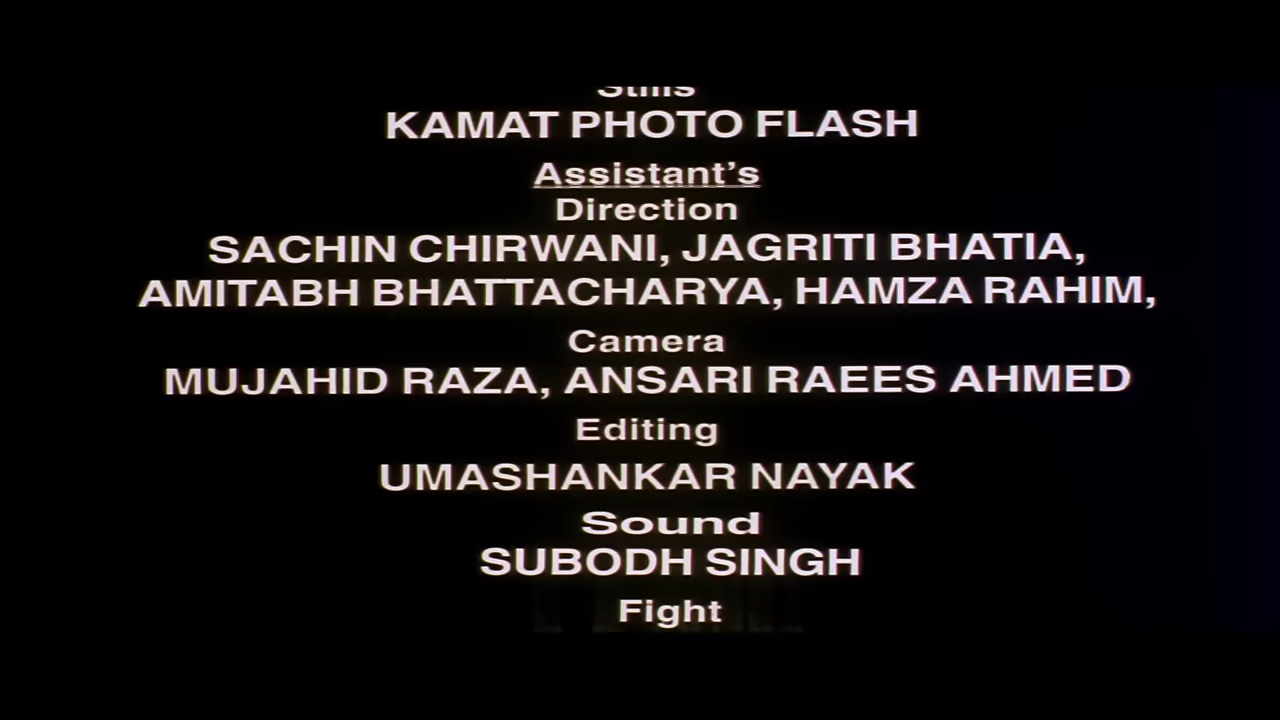 Stills
KAMAT PHOTO FLASH
Assistant's
Direction
SACHIN CHIRWANI, JAGRITI BHATIA,
AMITABH BHATTACHARYA, HAMZA RAHIM,
Camera
MUJAHID RAZA, ANSARI RAEES AHMED
Editing
UMASHANKAR NAYAK
Sound
SUBODH SINGH
Fight